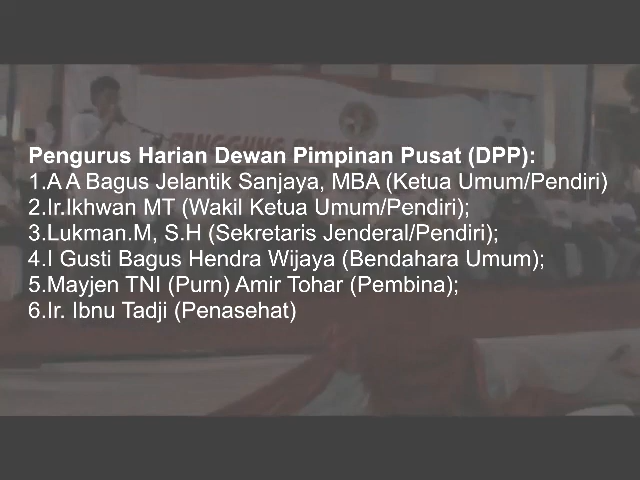 Pengurus Harian Dewan Pimpinan Pusat (DPP):
1.A A Bagus Jelantik Sanjaya, MBA (Ketua Umum/Pendiri)
2.Ir.Ikhwan MT (Wakil Ketua Umum/Pendiri);
3.Lukman.M, S.H (Sekretaris Jenderal/Pendiri);
4.I Gusti Bagus Hendra Wijaya (Bendahara Umum);
5.Mayjen TNI (Purn) Amir Tohar (Pembina);
6.Ir. Ibnu Tadji (Penasehat)